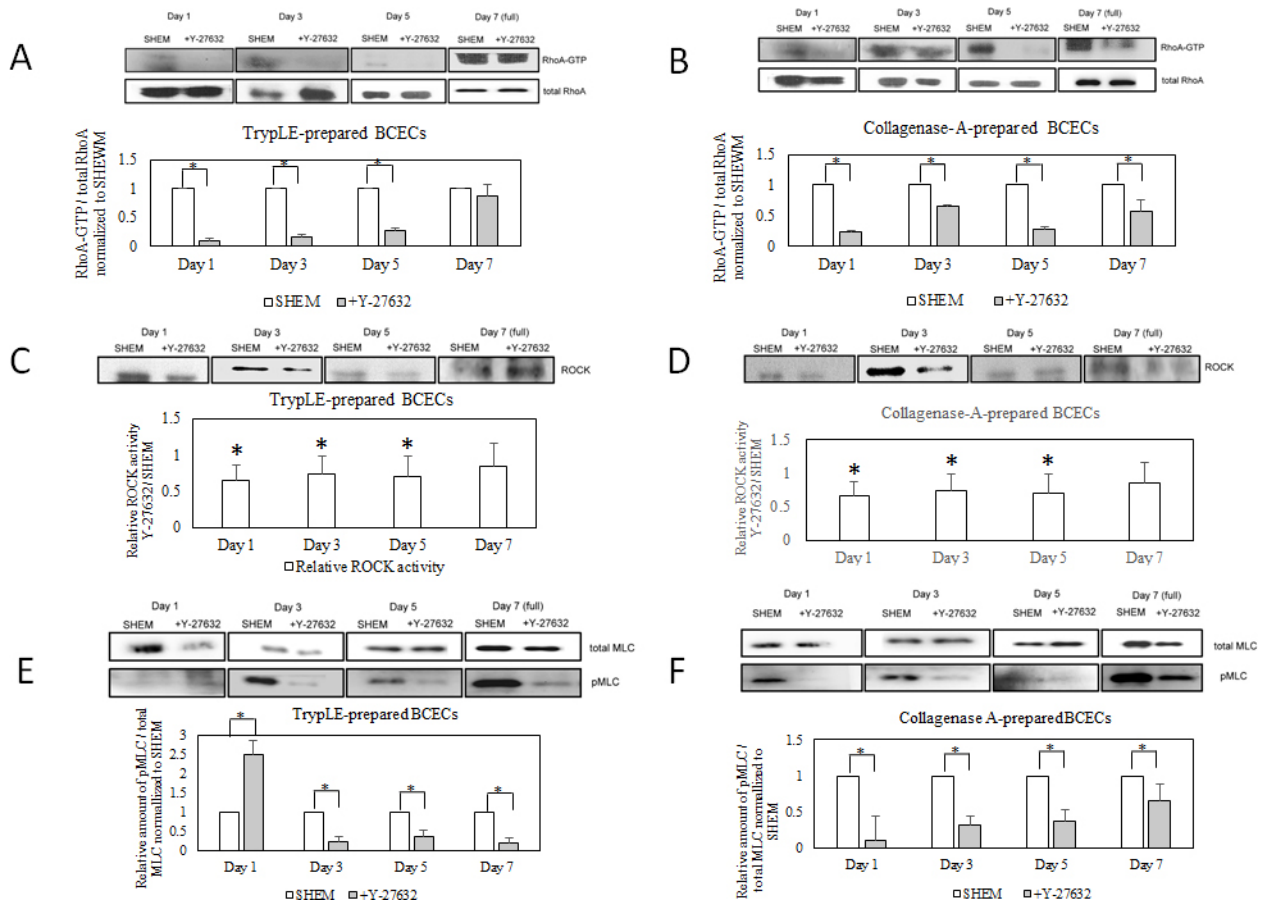 A
Day 1 Day 3 Day 5 Day 7 (full)
SHEM +Y-27632 SHEM +Y-27632 SHEM +Y-27632 SHEM +Y-27632
RhoA-GTP
total RhoA
TrypLE-prepared BCECs
RhoA-GTP / total RhoA
normalized to SHEWM
1.5
1
0.5
0
* * *
Day 1 Day 3 Day 5 Day 7
SHEM +Y-27632
B
Day 1 Day 3 Day 5 Day 7 (full)
SHEM +Y-27632 SHEM +Y-27632 SHEM +Y-27632 SHEM +Y-27632
RhoA-GTP
total RhoA
Collagenase-A-prepared BCECs
RhoA-GTP / total RhoA
normalized to SHEWM
1.5
1
0.5
0
* * * *
Day 1 Day 3 Day 5 Day 7
SHEM +Y-27632
C
Day 1 Day 3 Day 5 Day 7 (full)
SHEM +Y-27632 SHEM +Y-27632 SHEM +Y-27632 SHEM +Y-27632
ROCK
TrypLE-prepared BCECs
Relative ROCK activity
Y-27632/ SHEM
1.5
1
0.5
0
* * *
Day 1 Day 3 Day 5 Day 7
Relative ROCK activity
D
Day 1 Day 3 Day 5 Day 7 (full)
SHEM +Y-27632 SHEM +Y-27632 SHEM +Y-27632 SHEM +Y-27632
ROCK
Collagenase-A-prepared BCECs
Relative ROCK activity
Y-27632/ SHEM
1.5
1
0.5
0
* * *
Day 1 Day 3 Day 5 Day 7
E
Day 1 Day 3 Day 5 Day 7 (full)
SHEM +Y-27632 SHEM +Y-27632 SHEM +Y-27632 SHEM +Y-27632
total MLC
pMLC
TrypLE-prepared BCECs
Relative amount of pMLC / total
MLC normallized to SHEM
3
2.5
2
1.5
1
0.5
0
* * * *
Day 1 Day 3 Day 5 Day 7
SHEM +Y-27632
F
Day 1 Day 3 Day 5 Day 7 (full)
SHEM +Y-27632 SHEM +Y-27632 SHEM +Y-27632 SHEM +Y-27632
total MLC
pMLC
Collagenase A-prepared BCECs
Relative amount of pMLC /
total MLC normallized to
SHEM
1.5
1
0.5
0
* * * *
Day 1 Day 3 Day 5 Day 7
SHEM +Y-27632